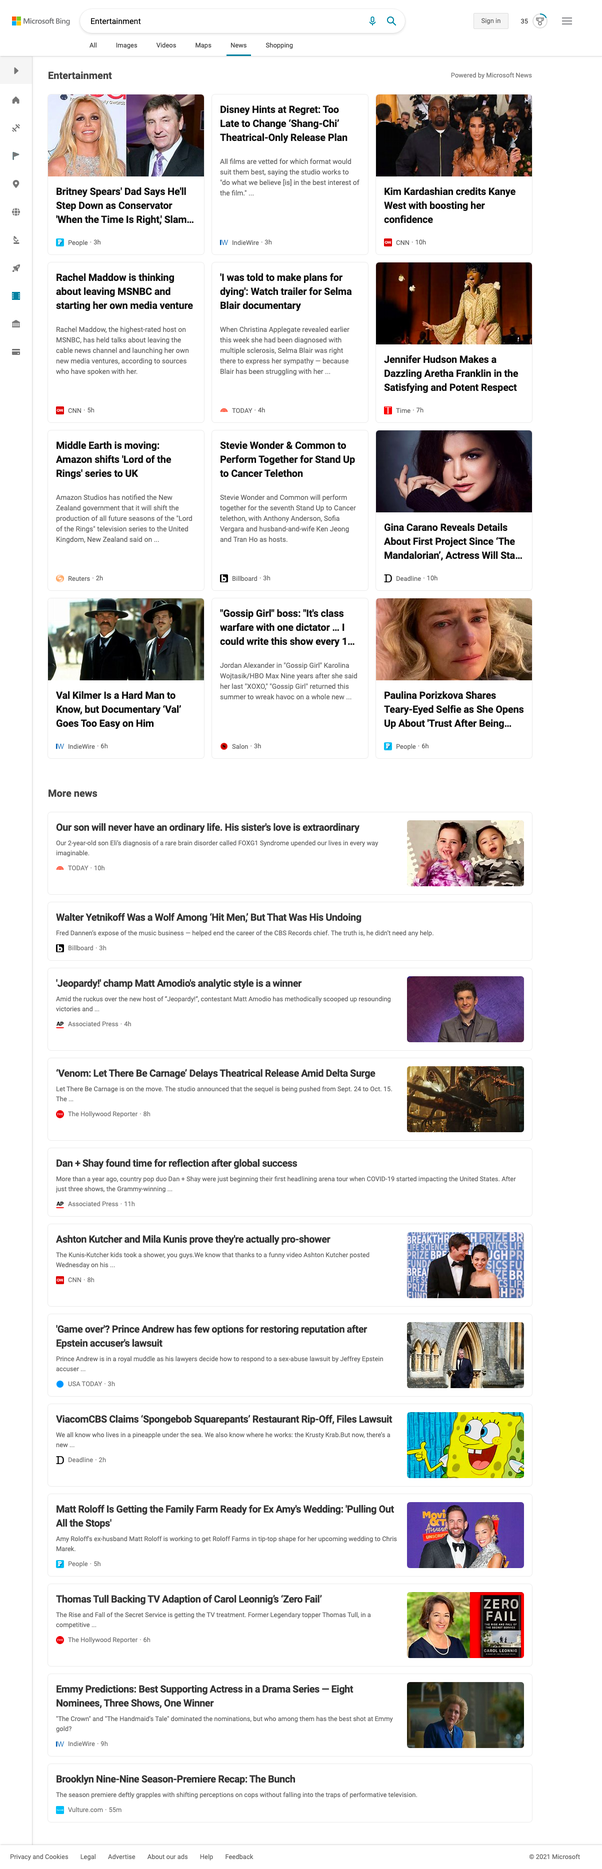 Microsoft Bing
Entertainment
Sign in
35
All
Images
Videos
Maps
News
Shopping
Entertainment
Powered by Microsoft News
Britney Spears' Dad Says He'll
Step Down as Conservator
'When the Time Is Right,' Slam...
People · 3h
Disney Hints at Regret: Too
Late to Change 'Shang-Chi'
Theatrical-Only Release Plan
All films are vetted for which format would
suit them best, saying the studio works to
"do what we believe [is] in the best interest of
the film." ...
IndieWire · 3h
Kim Kardashian credits Kanye
West with boosting her
confidence
CNN · 10h
Rachel Maddow is thinking
about leaving MSNBC and
starting her own media venture
Rachel Maddow, the highest-rated host on
MSNBC, has held talks about leaving the
cable news channel and launching her own
new media ventures, according to sources
who have spoken with her.
CNN · 5h
'I was told to make plans for
dying': Watch trailer for Selma
Blair documentary
When Christina Applegate revealed earlier
this week she had been diagnosed with
multiple sclerosis, Selma Blair was right
there to express her sympathy — because
Blair has been struggling with her ...
TODAY · 4h
Jennifer Hudson Makes a
Dazzling Aretha Franklin in the
Satisfying and Potent Respect
Time · 7h
Middle Earth is moving:
Amazon shifts 'Lord of the
Rings' series to UK
Amazon Studios has notified the New
Zealand government that it will shift the
production of all future seasons of the "Lord
of the Rings" television series to the United
Kingdom, New Zealand said on ...
Reuters · 2h
Stevie Wonder & Common to
Perform Together for Stand Up
to Cancer Telethon
Stevie Wonder and Common will perform
together for the seventh Stand Up to Cancer
telethon, with Anthony Anderson, Sofia
Vergara and husband-and-wife Ken Jeong
and Tran Ho as hosts.
Billboard · 3h
Gina Carano Reveals Details
About First Project Since 'The
Mandalorian', Actress Will Sta...
Deadline · 10h
Val Kilmer Is a Hard Man to
Know, but Documentary 'Val'
Goes Too Easy on Him
IndieWire · 6h
"Gossip Girl" boss: "It's class
warfare with one dictator ... I
could write this show every 1...
Jordan Alexander in "Gossip Girl" Karolina
Wojtasik/HBO Max Nine years after she said
her last "XOXO," "Gossip Girl" returned this
summer to wreak havoc on a whole new ...
Salon · 3h
Paulina Porizkova Shares
Teary-Eyed Selfie as She Opens
Up About 'Trust After Being...
People · 6h
More news
Our son will never have an ordinary life. His sister's love is extraordinary
Our 2-year-old son Eli's diagnosis of a rare brain disorder called FOXG1 Syndrome upended our lives in every way
imaginable.
TODAY · 10h
Walter Yetnikoff Was a Wolf Among 'Hit Men,' But That Was His Undoing
Fred Dannen's expose of the music business — helped end the career of the CBS Records chief. The truth is, he didn't need any help.
Billboard · 3h
'Jeopardy!' champ Matt Amodio's analytic style is a winner
Amid the ruckus over the new host of "Jeopardy!", contestant Matt Amodio has methodically scooped up resounding
victories and ...
AP Associated Press · 4h
'Venom: Let There Be Carnage' Delays Theatrical Release Amid Delta Surge
Let There Be Carnage is on the move. The studio announced that the sequel is being pushed from Sept. 24 to Oct. 15.
The ...
The Hollywood Reporter · 8h
Dan + Shay found time for reflection after global success
More than a year ago, country pop duo Dan + Shay were just beginning their first headlining arena tour when COVID-19 started impacting the United States. After
just three shows, the Grammy-winning ...
AP Associated Press · 11h
Ashton Kutcher and Mila Kunis prove they're actually pro-shower
The Kunis-Kutcher kids took a shower, you guys.We know that thanks to a funny video Ashton Kutcher posted
Wednesday on his ...
CNN · 8h
'Game over'? Prince Andrew has few options for restoring reputation after
Epstein accuser's lawsuit
Prince Andrew is in a royal muddle as his lawyers decide how to respond to a sex-abuse lawsuit by Jeffrey Epstein
accuser ...
USA TODAY · 3h
ViacomCBS Claims 'Spongebob Squarepants' Restaurant Rip-Off, Files Lawsuit
We all know who lives in a pineapple under the sea. We also know where he works: the Krusty Krab.But now, there's a
new ...
Deadline · 2h
Matt Roloff Is Getting the Family Farm Ready for Ex Amy's Wedding: 'Pulling Out
All the Stops'
Amy Roloff's ex-husband Matt Roloff is working to get Roloff Farms in tip-top shape for her upcoming wedding to Chris
Marek.
People · 5h
Thomas Tull Backing TV Adaption of Carol Leonnig's 'Zero Fail'
The Rise and Fall of the Secret Service is getting the TV treatment. Former Legendary topper Thomas Tull, in a
competitive ...
The Hollywood Reporter · 6h
ZERO
FAIL
CAROL LEONNIG
Emmy Predictions: Best Supporting Actress in a Drama Series — Eight
Nominees, Three Shows, One Winner
"The Crown" and "The Handmaid's Tale" dominated the nominations, but who among them has the best shot at Emmy
gold?
IndieWire · 9h
Brooklyn Nine-Nine Season-Premiere Recap: The Bunch
The season premiere deftly grapples with shifting perceptions on cops without falling into the traps of performative television.
Vulture.com · 55m
Privacy and Cookies
Legal
Advertise
About our ads
Help
Feedback
© 2021 Microsoft